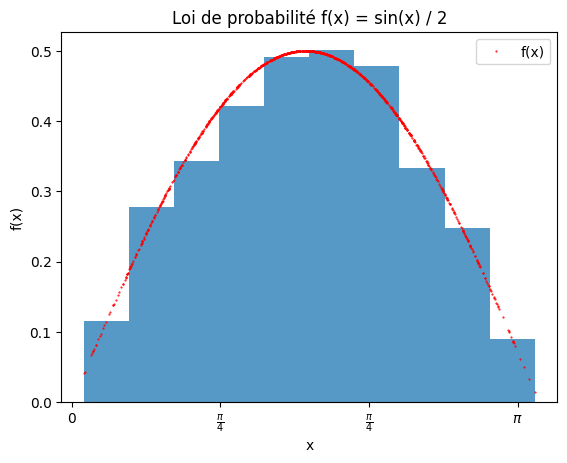 Loi de probabilité f(x) = sin(x) / 2
f(x)
0.5
0.4
0.3
0.2
0.1
0.0
f(x)
0 π/4 π/4 π
x